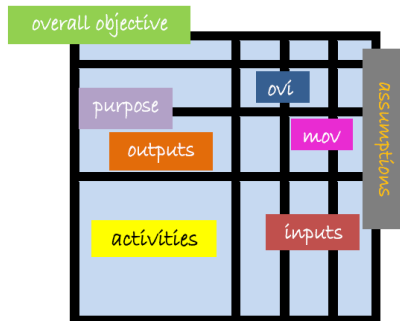 overall objective
ovi
purpose
mov
outputs
assumptions
activities
inputs